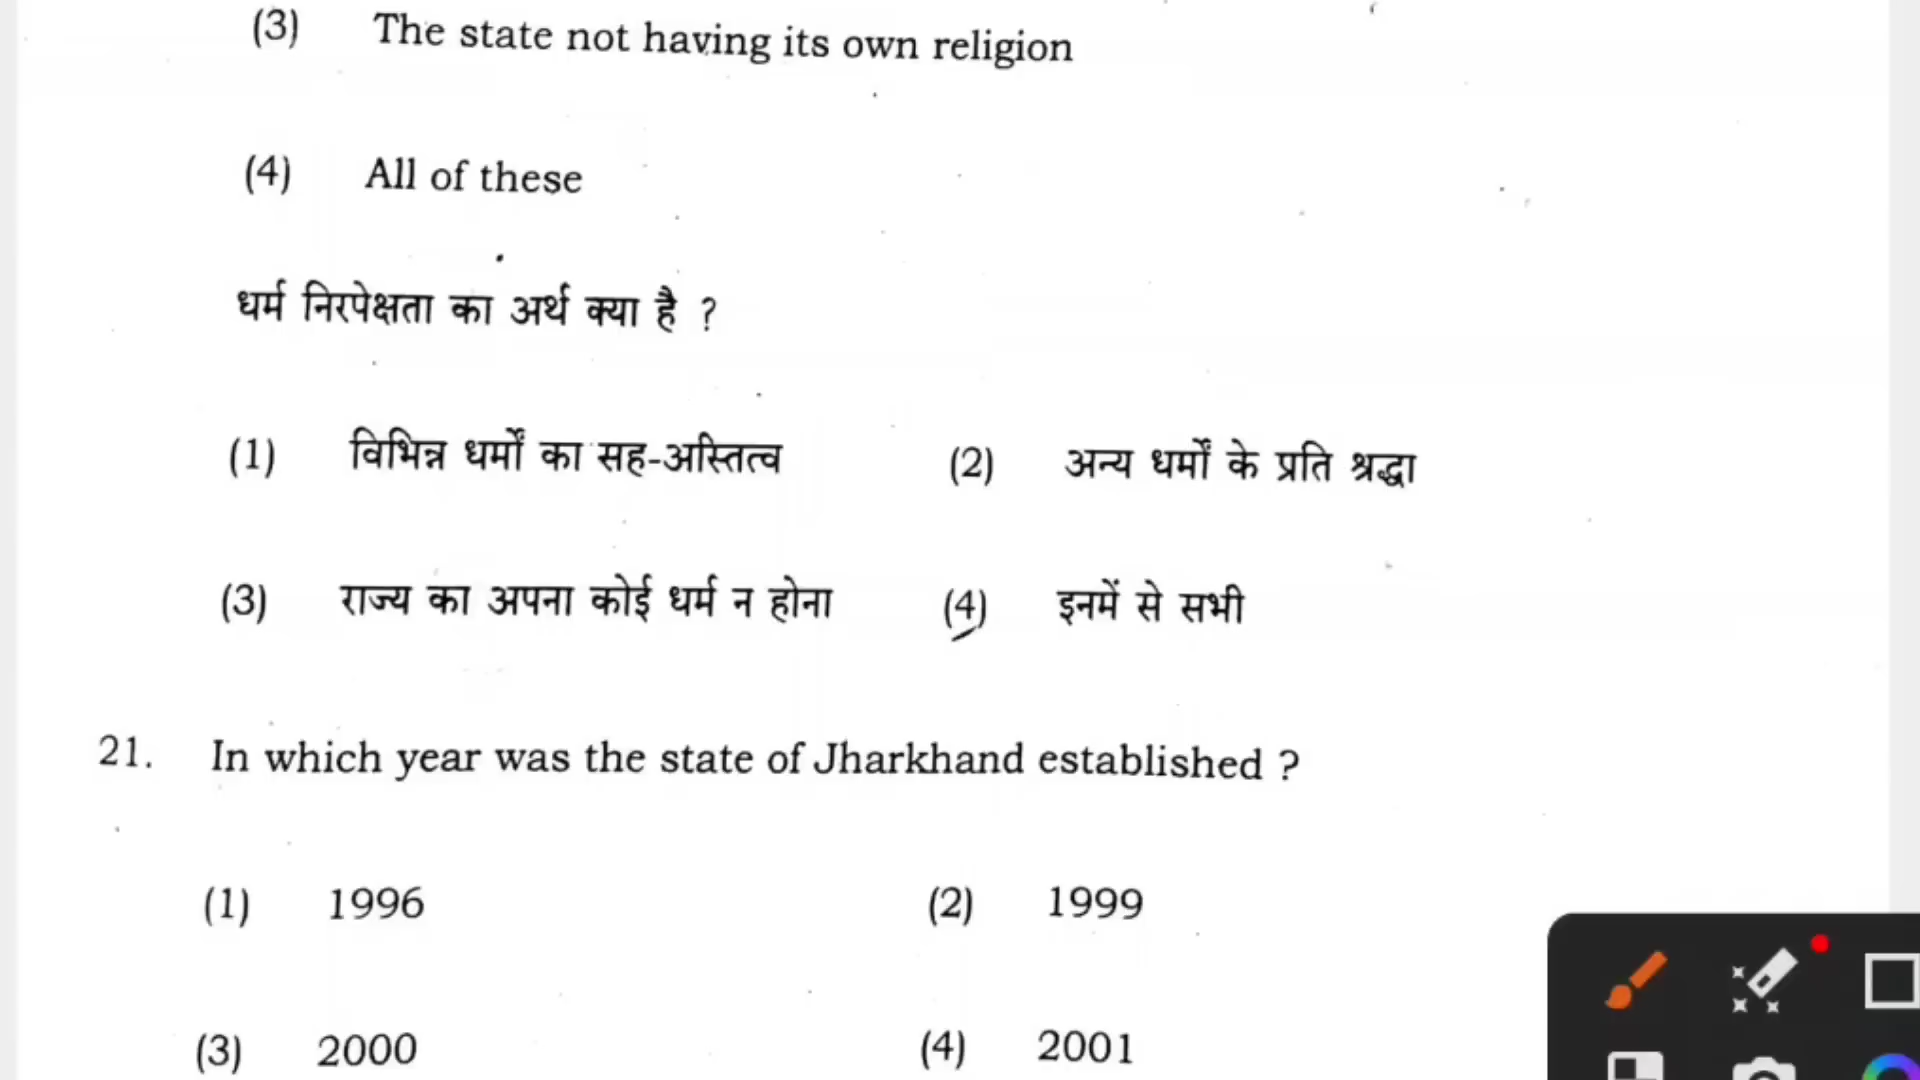 (3) The state not having its own religion
(4) All of these
धर्म निरपेक्षता का अर्थ क्या है ?
(1) विभिन्न धर्मों का सह-अस्तित्व (2) अन्य धर्मों के प्रति श्रद्धा
(3) राज्य का अपना कोई धर्म न होना (4) इनमें से सभी
21. In which year was the state of Jharkhand established ?
(1) 1996 (2) 1999
(3) 2000 (4) 2001